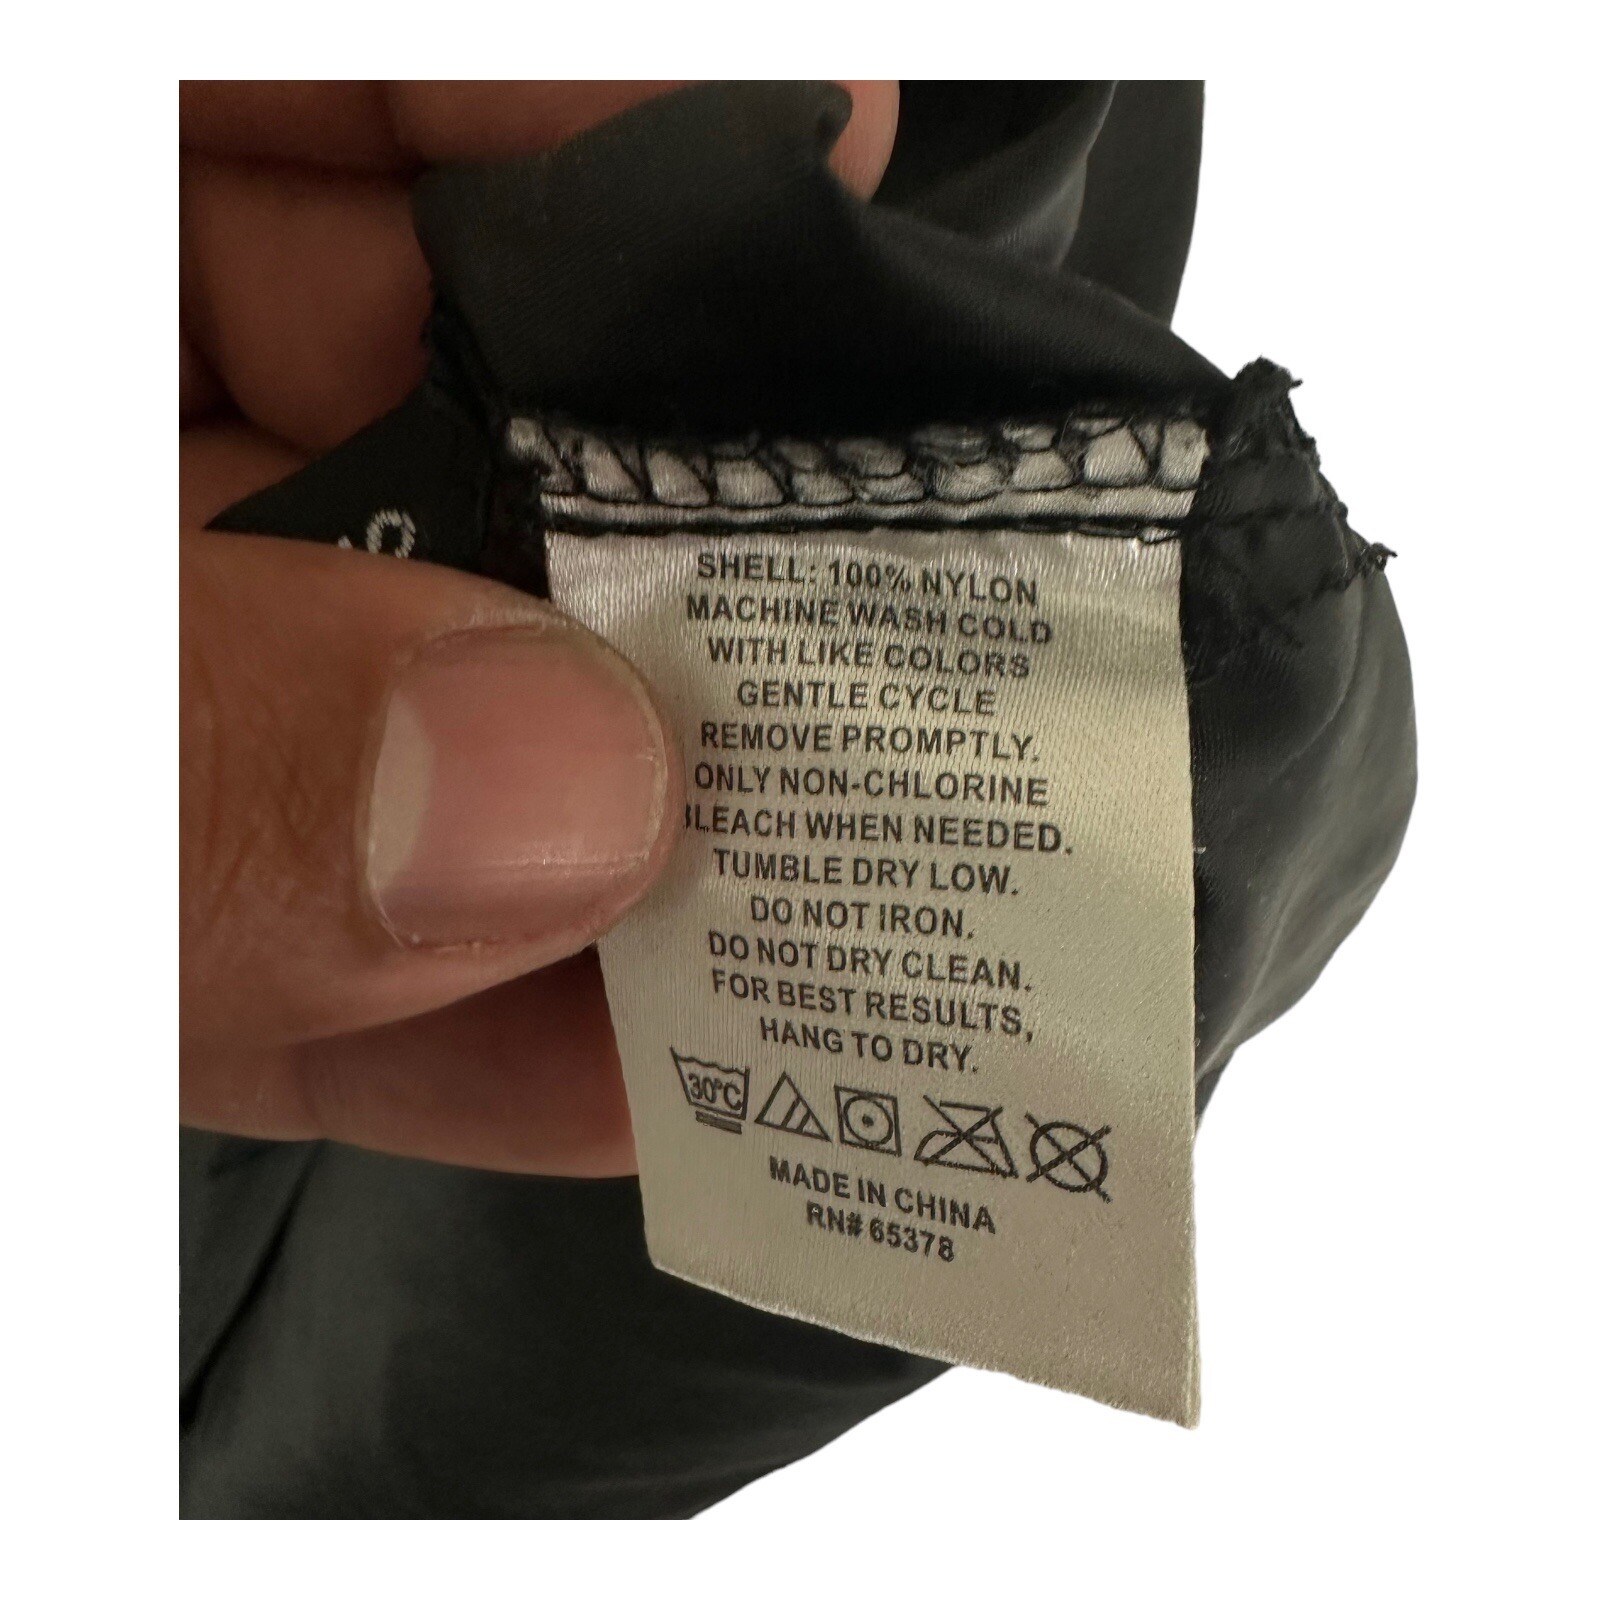 SHELL: 100% NYLON
MACHINE WASH COLD
WITH LIKE COLORS
GENTLE CYCLE
REMOVE PROMPTLY.
ONLY NON-CHLORINE
BLEACH WHEN NEEDED.
TUMBLE DRY LOW.
DO NOT IRON.
DO NOT DRY CLEAN.
FOR BEST RESULTS,
HANG TO DRY.
30°C
MADE IN CHINA
RN# 65378